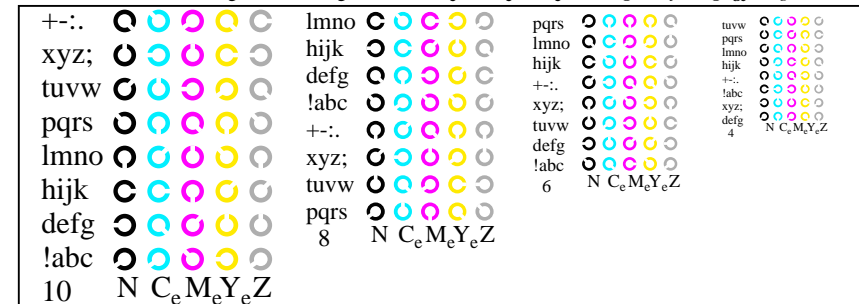 +-:.
xyz;
tuvw
pqrs
lmno
hijk
defg
!abc
10 N CeMeYeZ
lmno
hijk
defg
!abc
+-:.
xyz;
tuvw
pqrs
8 N CeMeYeZ
pqrs
lmno
hijk
+-:.
xyz;
tuvw
defg
!abc
6 N CeMeYeZ
tuvw
pqrs
lmno
hijk
+-:.
!abc
xyz;
defg
4 N CeMeYeZ